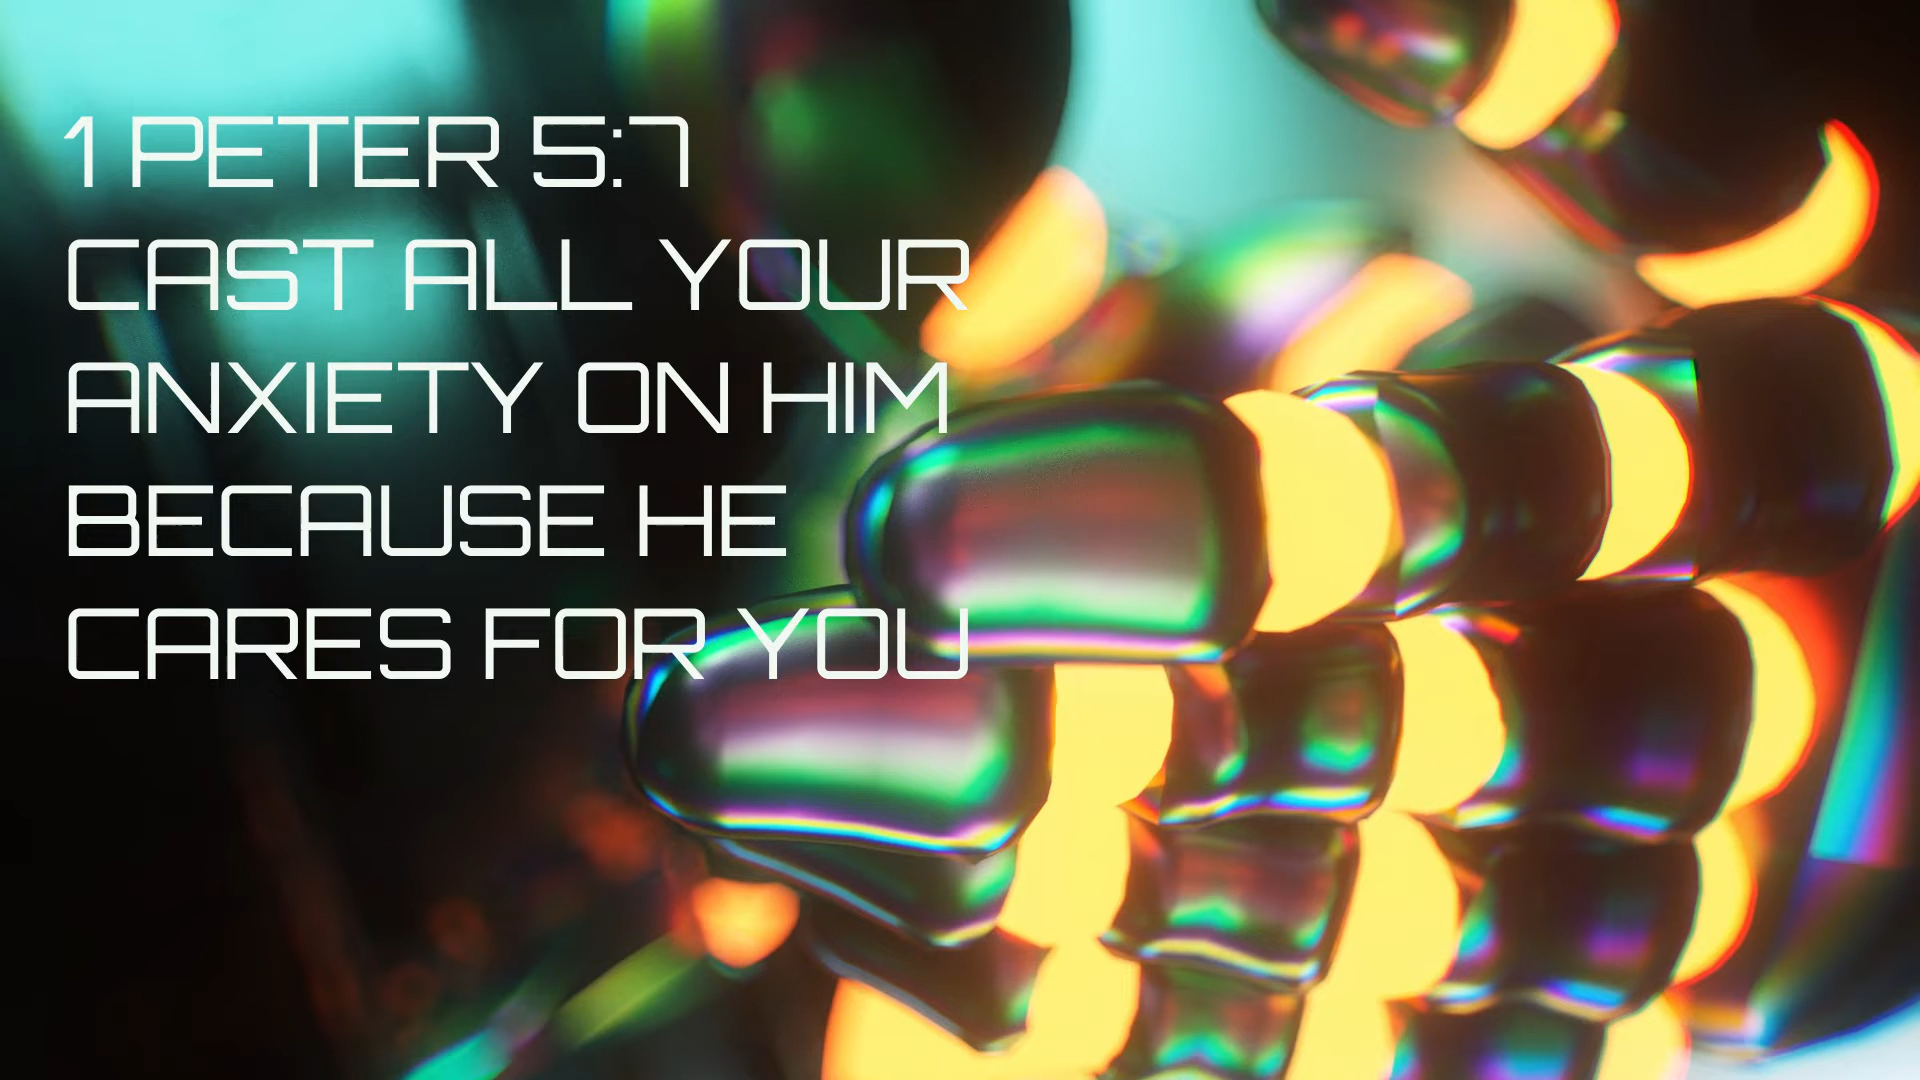 1 PETER 5:7
CAST ALL YOUR
ANXIETY ON HIM
BECAUSE HE
CARES FOR YOU